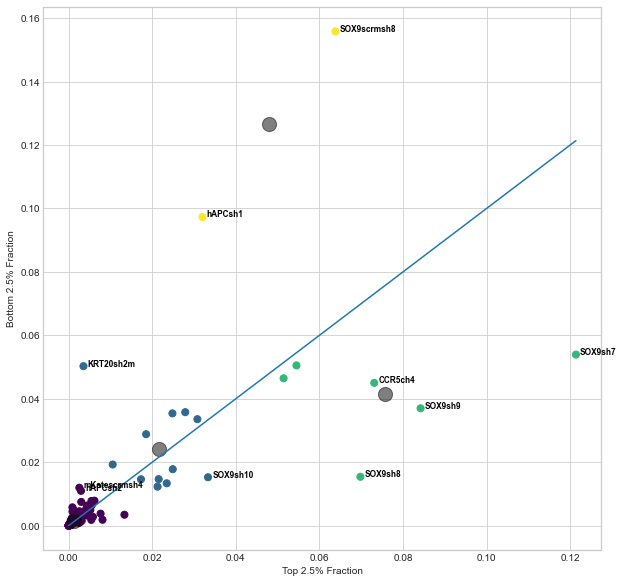 0.16
SOX9scrmsh8
0.14
0.12
0.10
hAPCsh1
0.08
0.06
SOX9sh7
KRT20sh2m
CCR5ch4
0.04
SOX9sh9
0.02
SOX9sh10
SOX9sh8
hAPCsh2
0.00
0.00 0.02 0.04 0.06 0.08 0.10 0.12
Top 2.5% Fraction
Bottom 2.5% Fraction